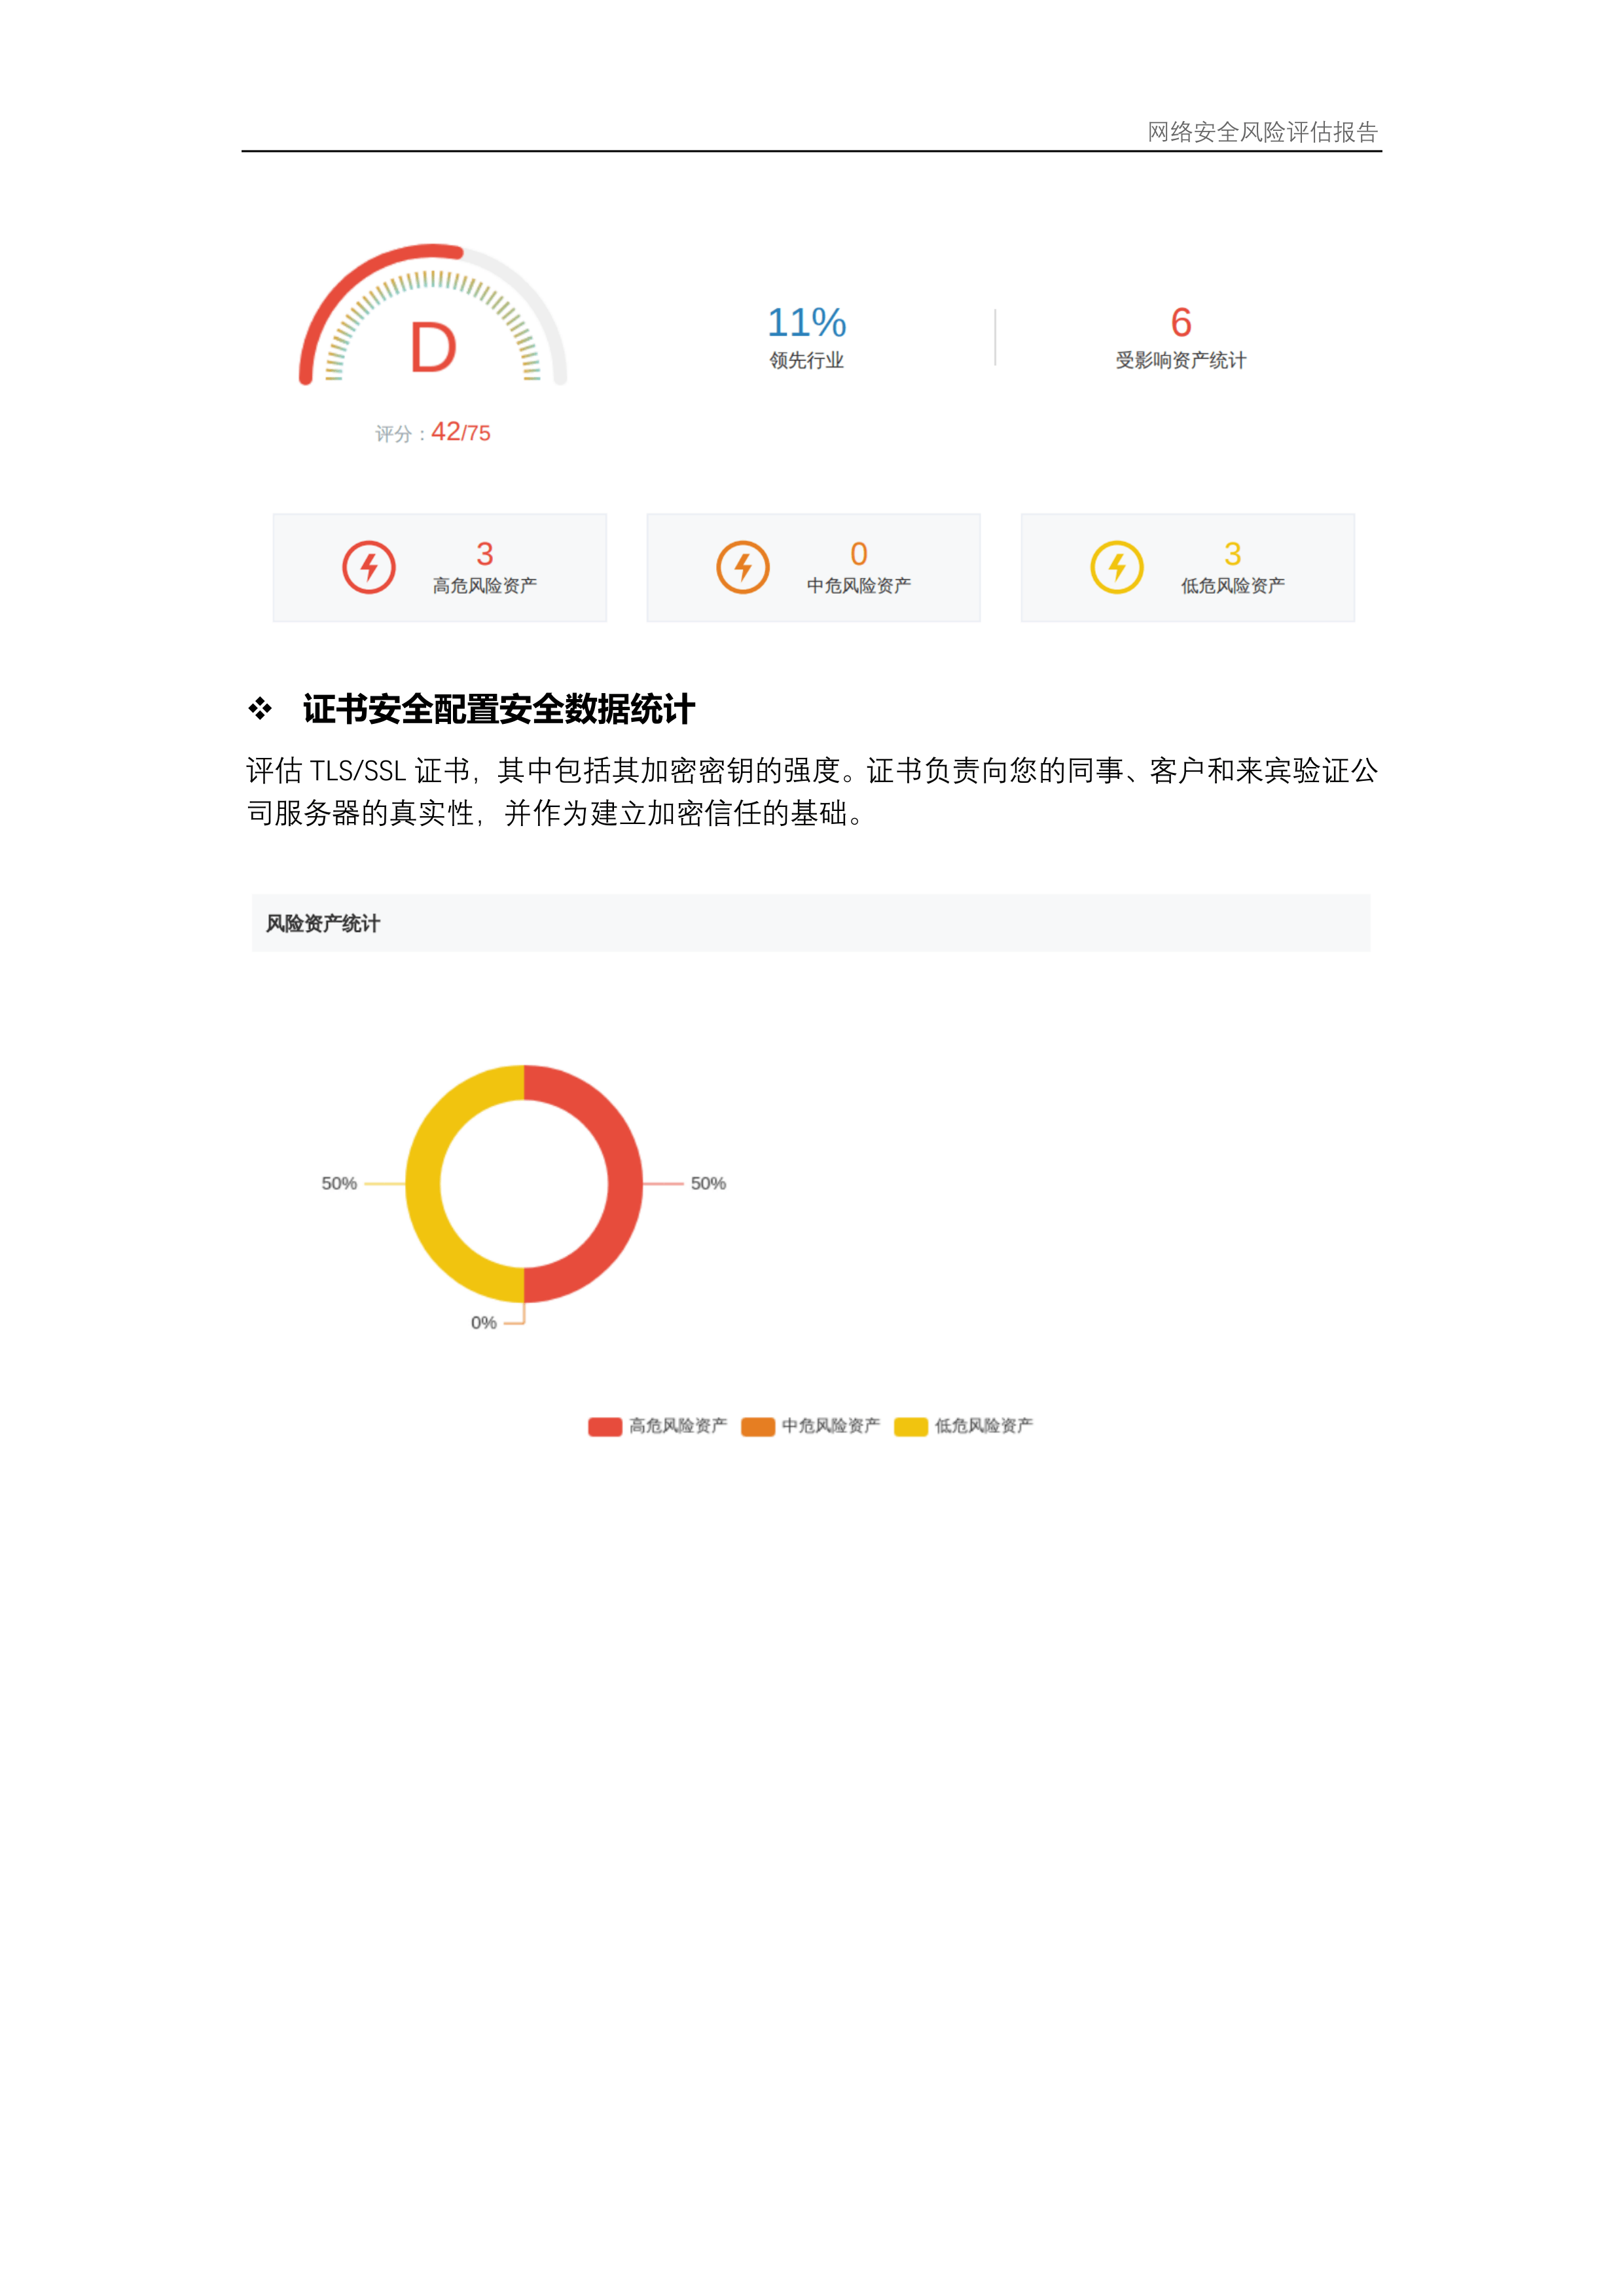 网络安全风险评估报告
D
评分：42/75
11%
领先行业
6
受影响资产统计
3
高危风险资产
0
中危风险资产
3
低危风险资产
❖ 证书安全配置安全数据统计
评估 TLS/SSL 证书，其中包括其加密密钥的强度。证书负责向您的同事、客户和来宾验证公
司服务器的真实性，并作为建立加密信任的基础。
风险资产统计
50%
50%
0%
高危风险资产 中危风险资产 低危风险资产